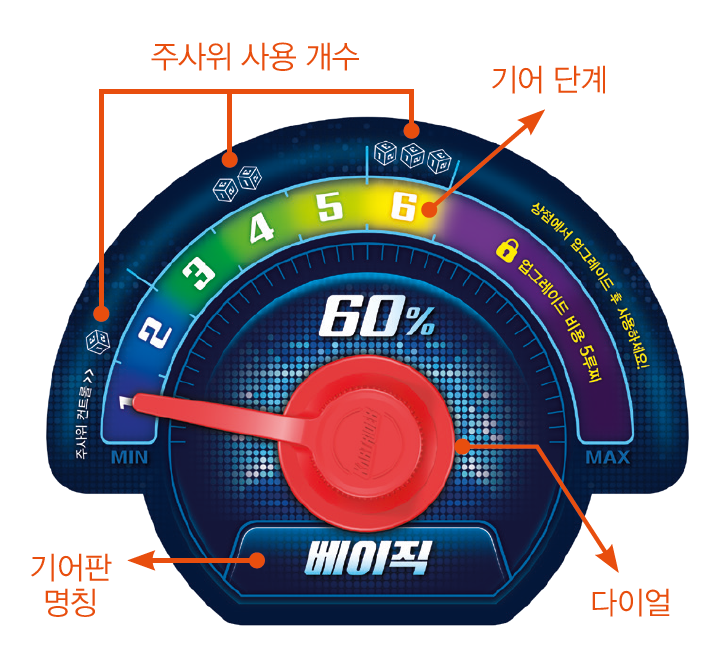 주사위 사용 개수
기어 단계
1
2
3
4
5
6
상점에서 업그레이드 후 사용하세요!
업그레이드 비용 5루찌
60%
주사위 컨트롤 >>
MIN
MAX
베이직
기어판
명칭
다이얼